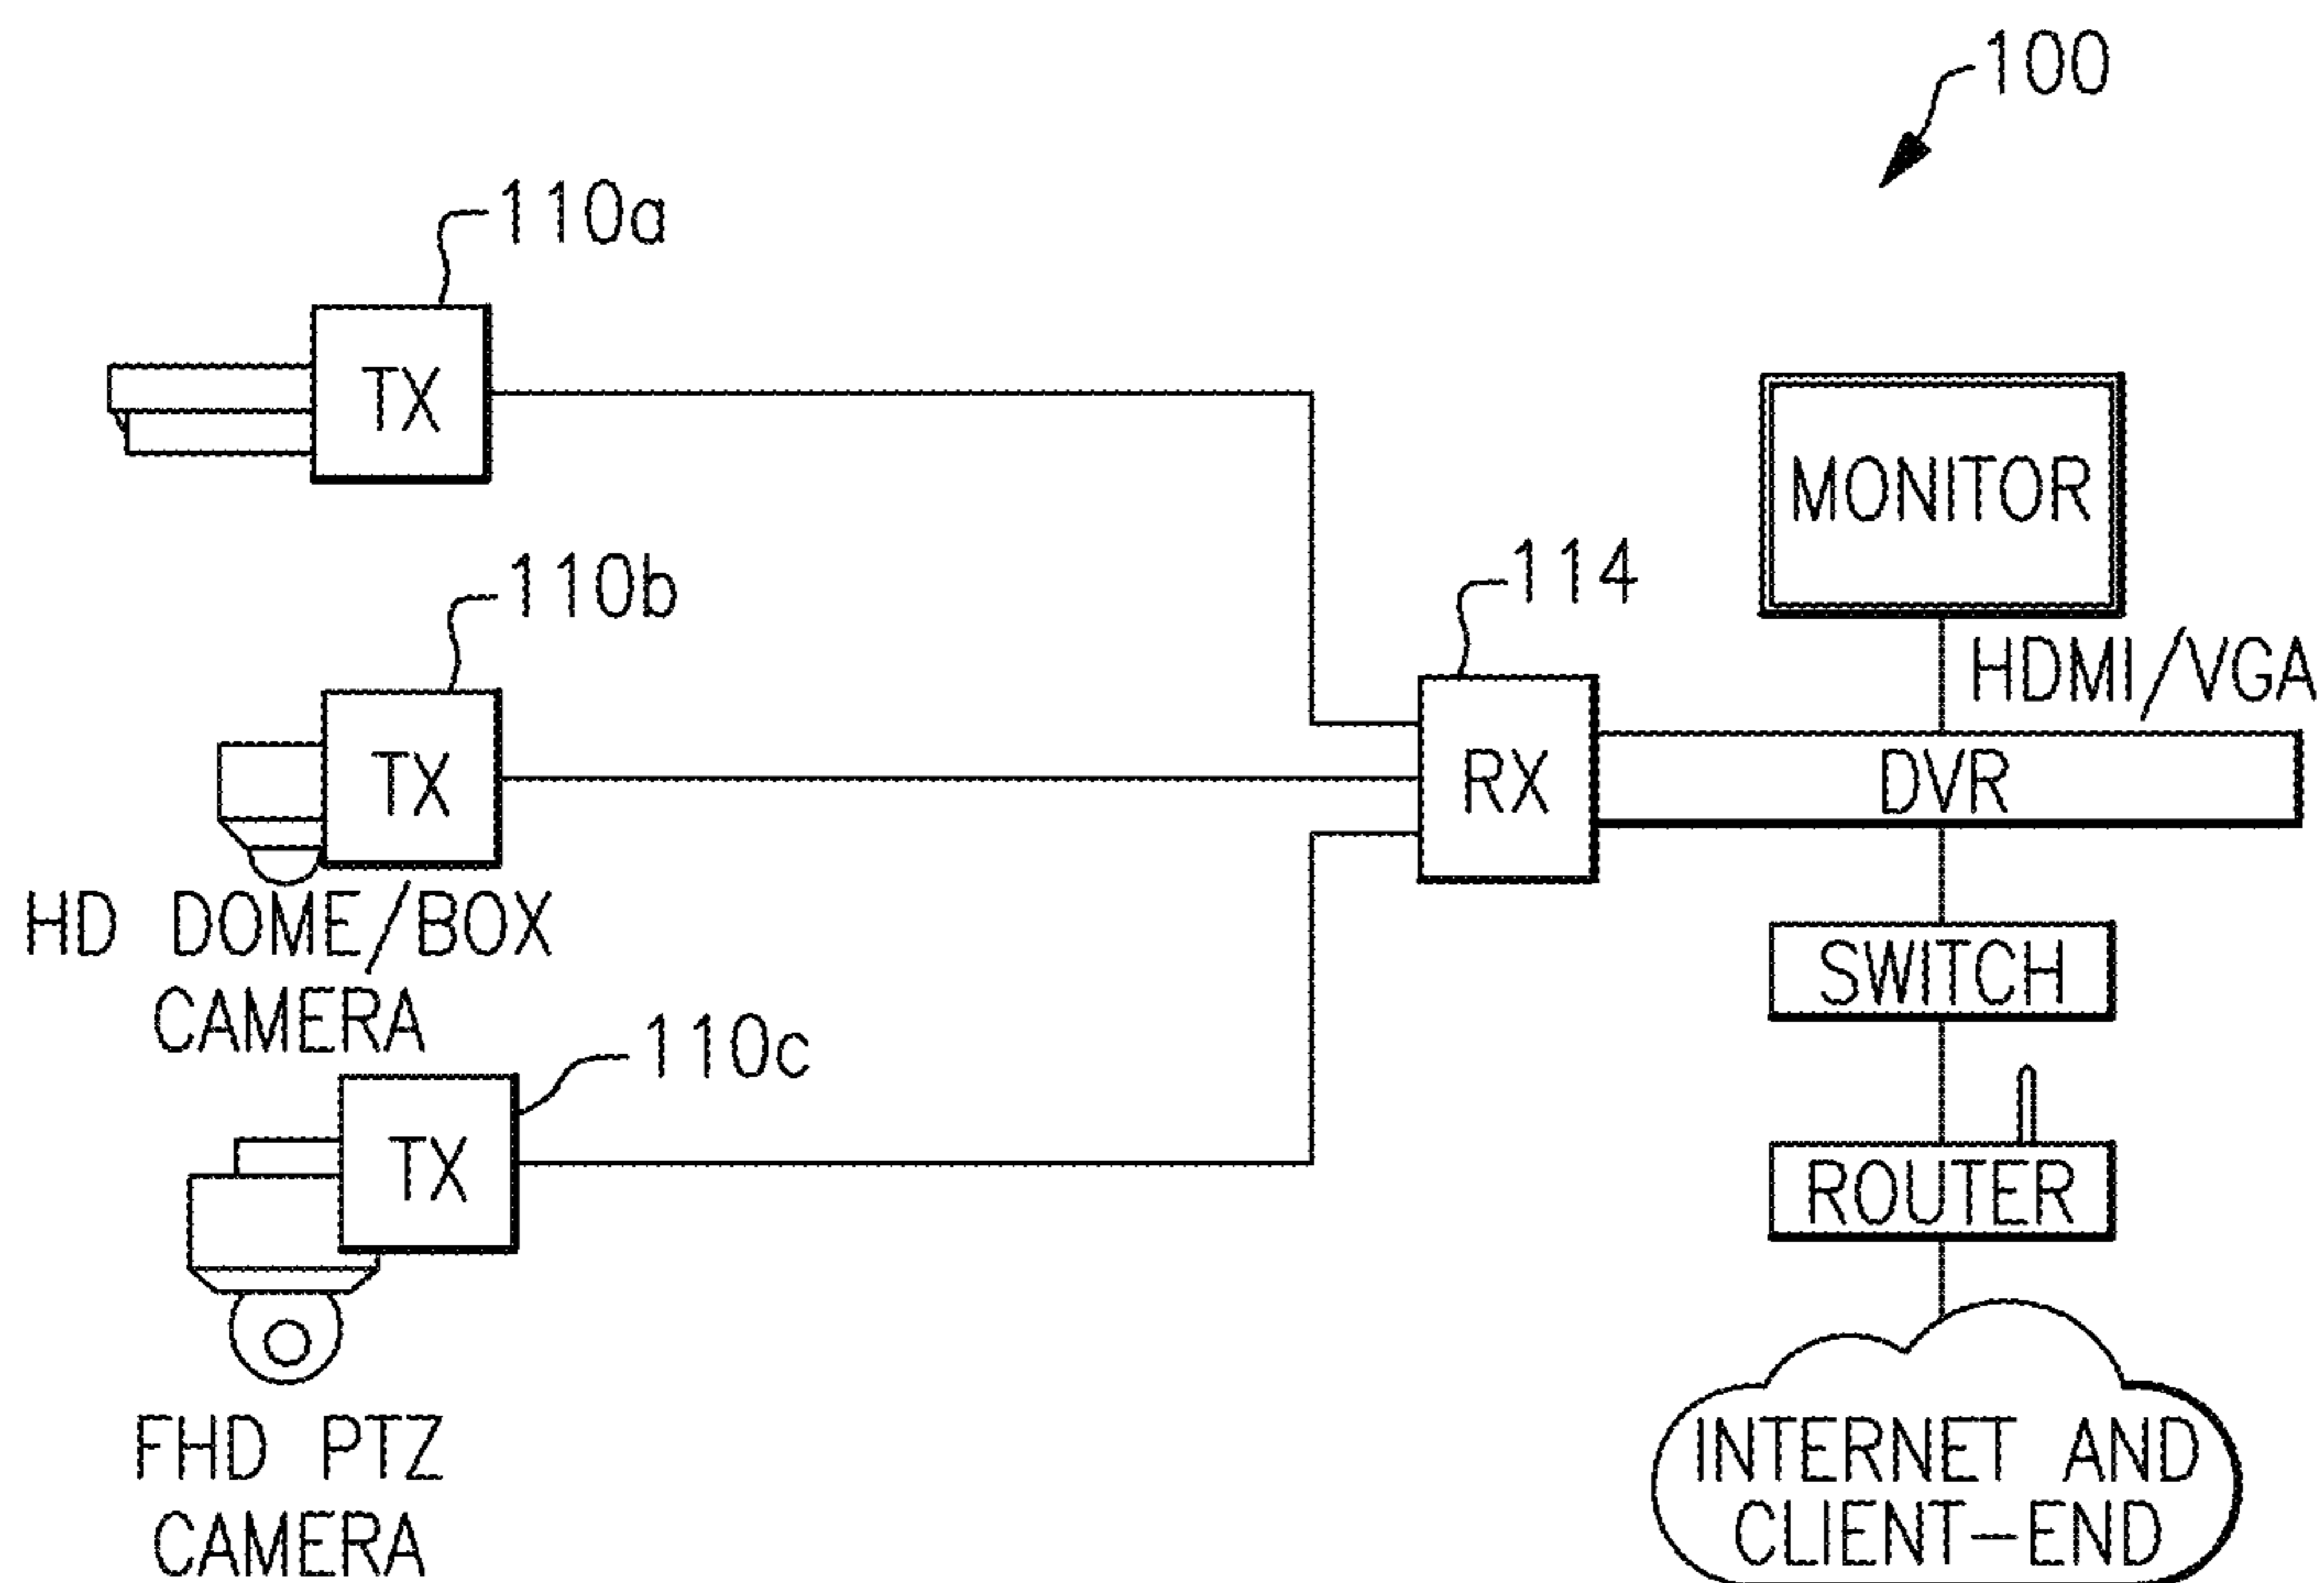 100
110a
TX
MONITOR
110b
114
HDMI/VGA
TX
RX
DVR
HD DOME/BOX
CAMERA
SWITCH
110c
TX
ROUTER
FHD PTZ
CAMERA
INTERNET AND
CLIENT-END